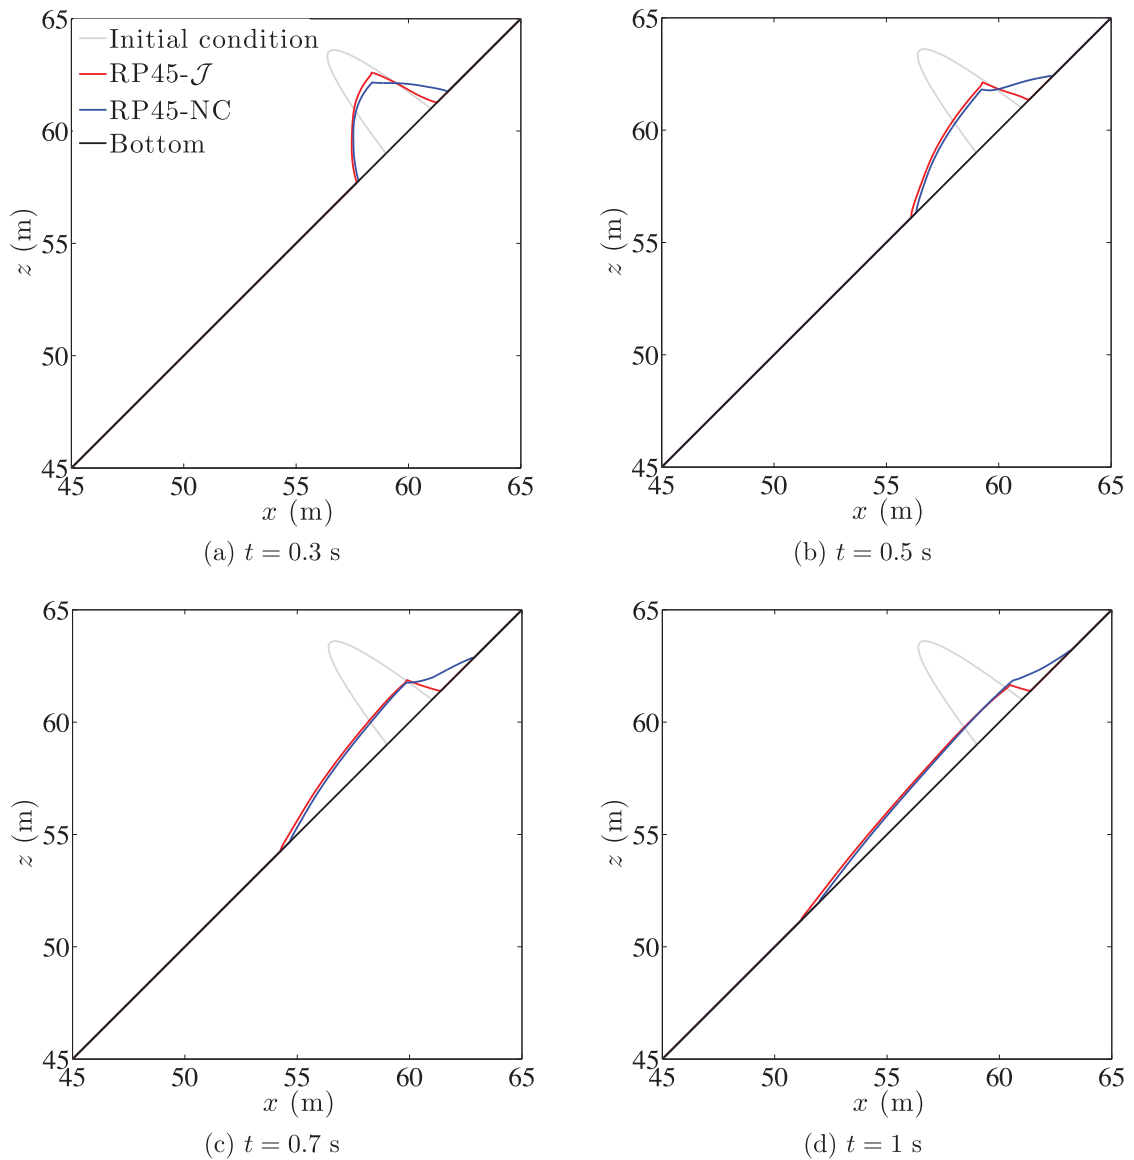 65
Initial condition
RP45-𝒥
RP45-NC
Bottom
60
z (m)
55
50
45
45 50 55 60 65
x (m)
(a) t = 0.3 s
65
60
z (m)
55
50
45
45 50 55 60 65
x (m)
(b) t = 0.5 s
65
60
z (m)
55
50
45
45 50 55 60 65
x (m)
(c) t = 0.7 s
65
60
z (m)
55
50
45
45 50 55 60 65
x (m)
(d) t = 1 s